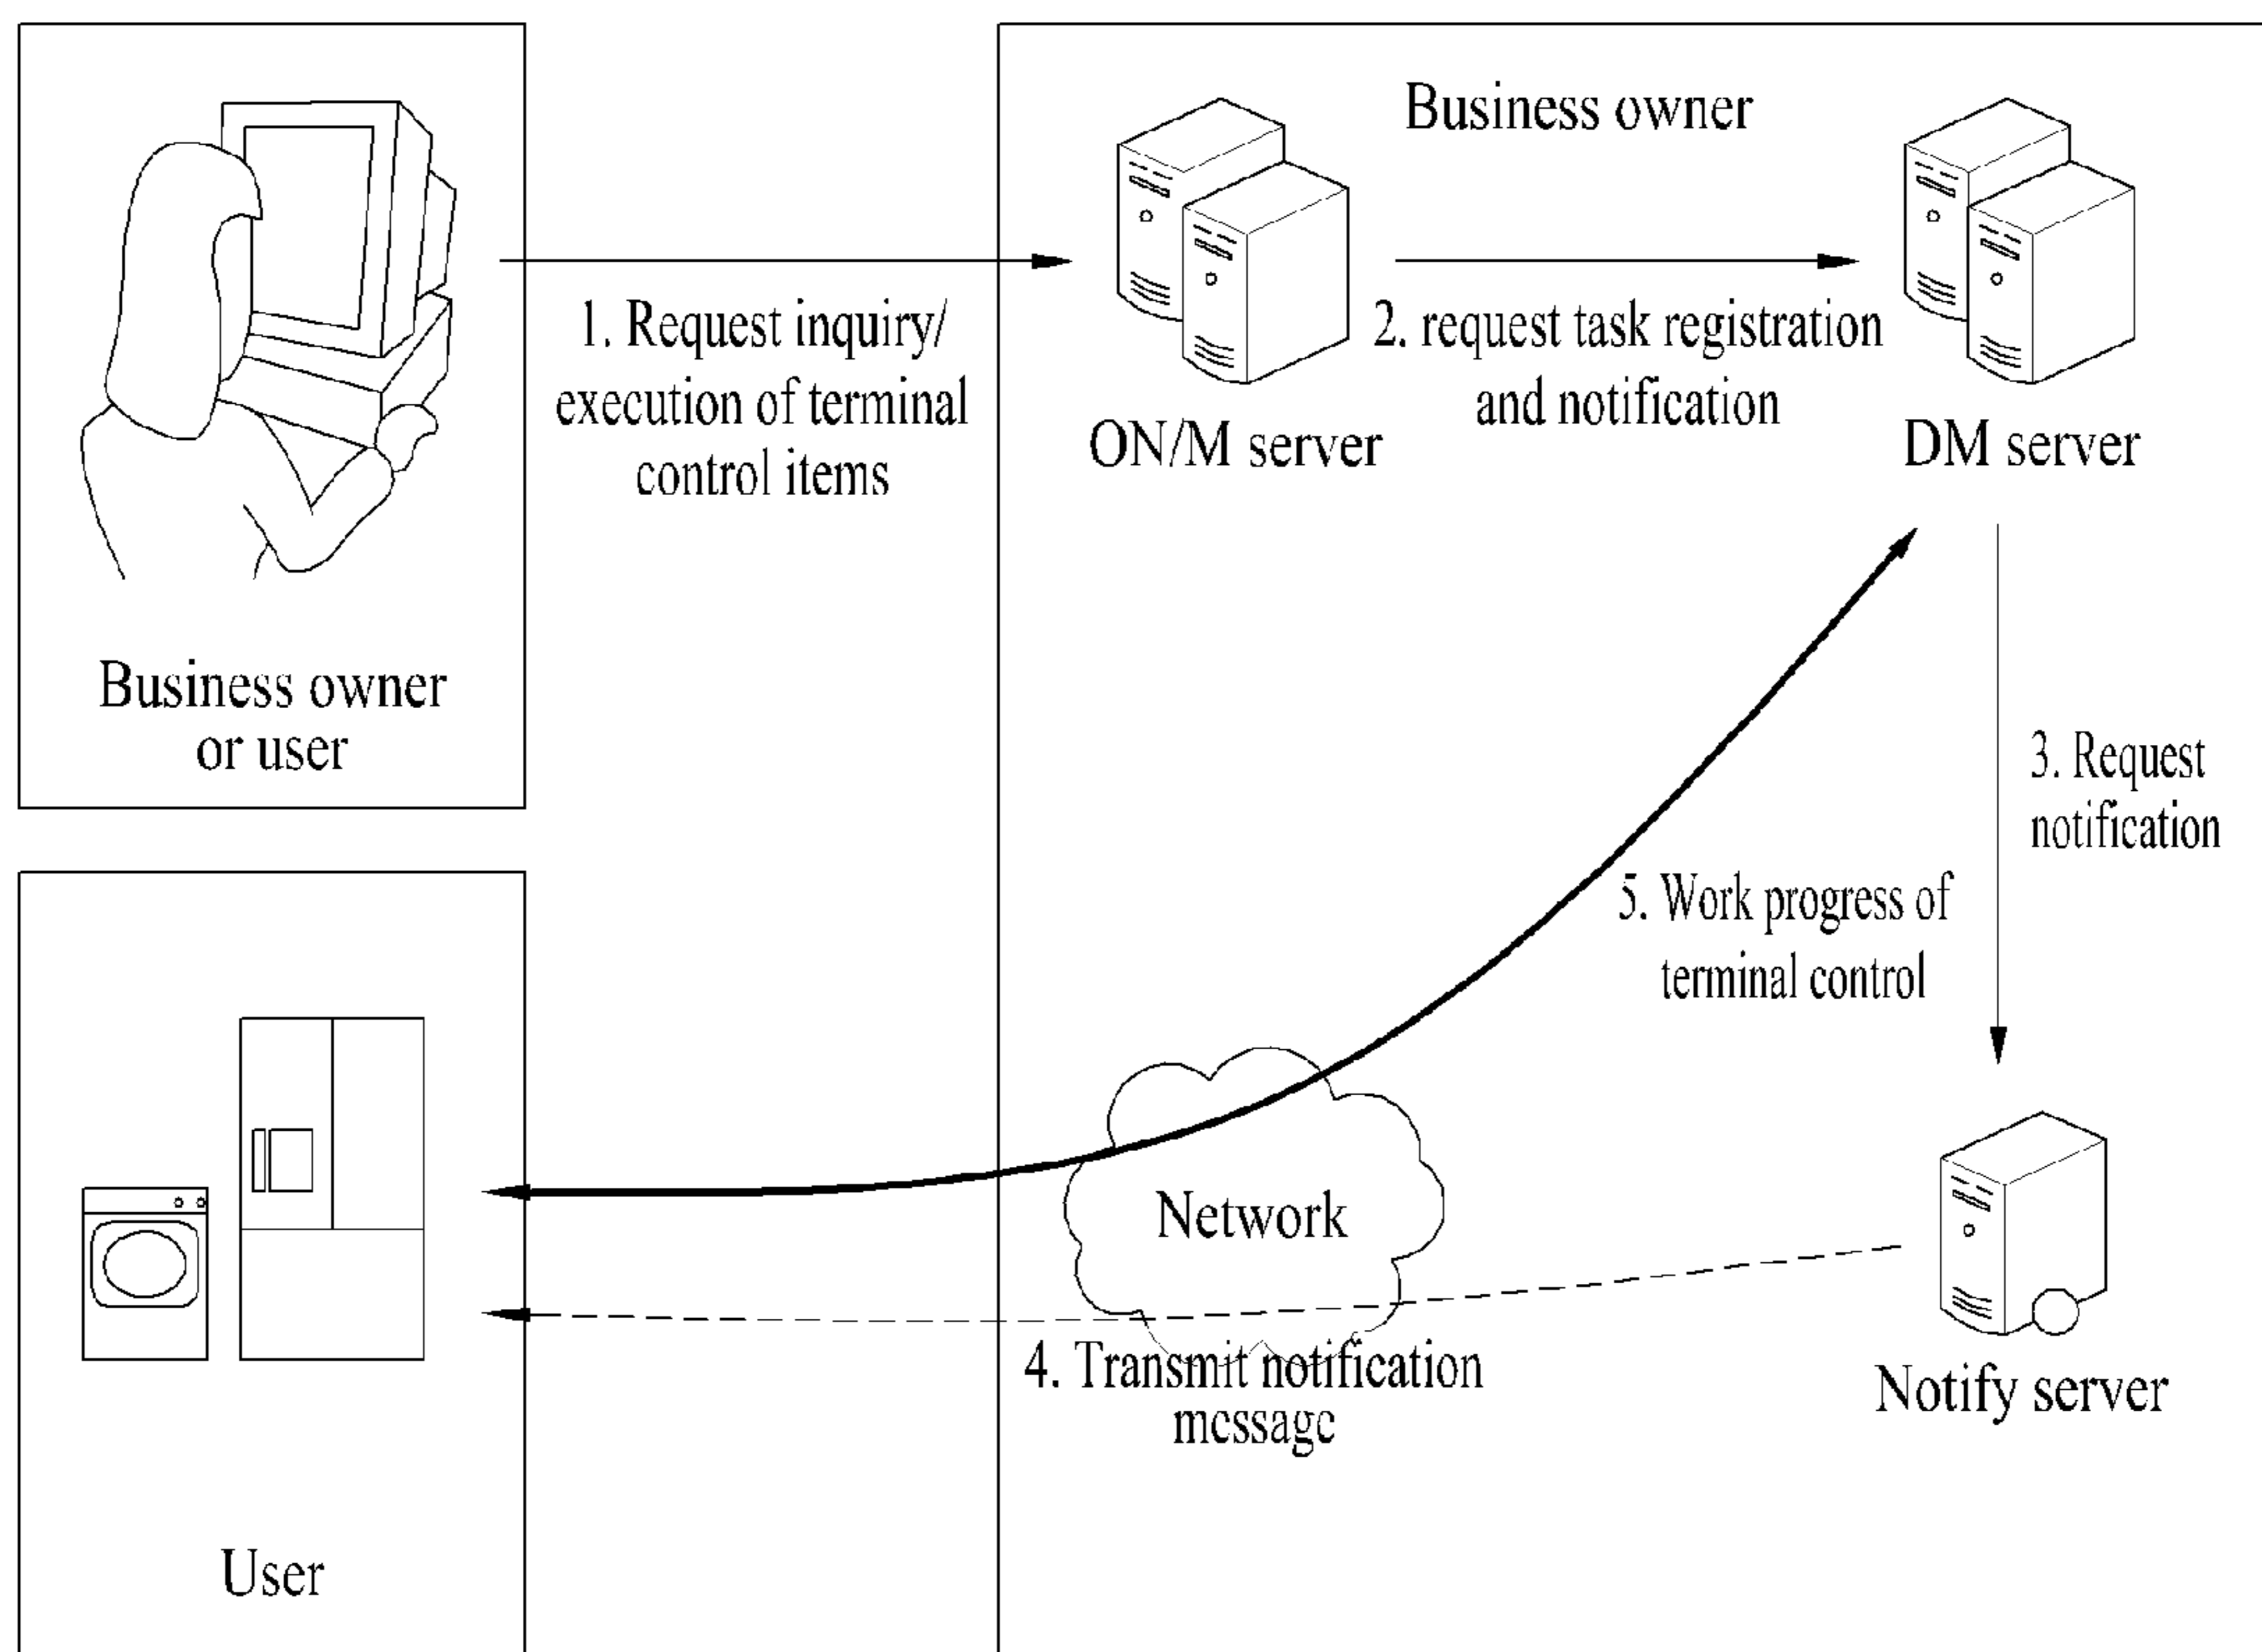 Business owner
1. Request inquiry/
execution of terminal
control items
ON/M server
2. request task registration
and notification
DM server
Business owner
or user
3. Request
notification
5. Work progress of
terminal control
Network
4. Transmit notification
message
Notify server
User